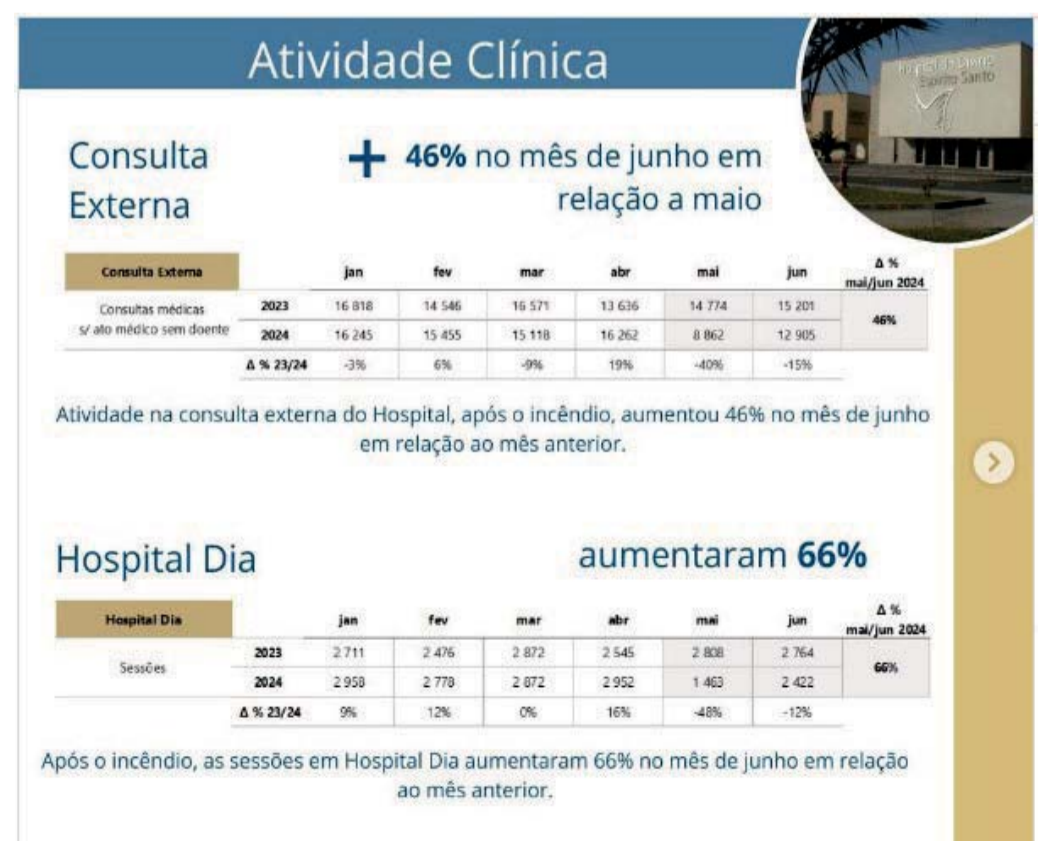 Atividade Clínica
Hospital do Divino
Espírito Santo
Consulta
Externa
+ 46% no mês de junho em
relação a maio
Consulta Externa jan fev mar abr mai jun Δ %
mai/jun 2024
Consultas médicas
s/ ato médico sem doente
2023 16 818 14 546 16 571 13 636 14 774 15 201
46%
2024 16 245 15 455 15 118 16 262 8 862 12 905
Δ % 23/24 -3% 6% -9% 19% -40% -15%
Atividade na consulta externa do Hospital, após o incêndio, aumentou 46% no mês de junho
em relação ao mês anterior.
Hospital Dia
aumentaram 66%
Hospital Dia jan fev mar abr mai jun Δ %
mai/jun 2024
Sessões
2023 2 711 2 476 2 872 2 545 2 808 2 764
66%
2024 2 958 2 778 2 872 2 952 1 463 2 422
Δ % 23/24 9% 12% 0% 16% -48% -12%
Após o incêndio, as sessões em Hospital Dia aumentaram 66% no mês de junho em relação
ao mês anterior.